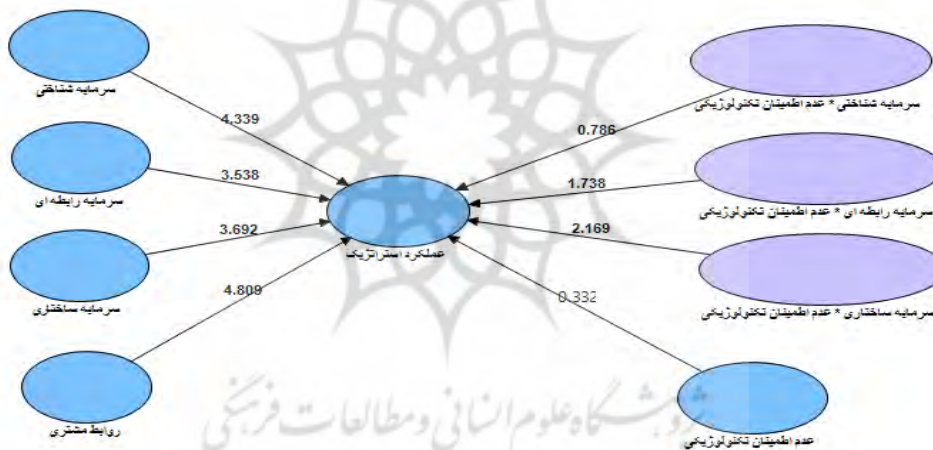 سرمایه شناختی
سرمایه رابطه ای
سرمایه ساختاری
روابط مشتری
4.339
3.538
3.692
4.809
عملکرد استراتژیک
0.786
1.738
2.169
0.332
سرمایه شناختی * عدم اطمینان تکنولوژیکی
سرمایه رابطه ای * عدم اطمینان تکنولوژیکی
سرمایه ساختاری * عدم اطمینان تکنولوژیکی
عدم اطمینان تکنولوژیکی
پژوهشگاه علوم انسانی و مطالعات فرهنگی